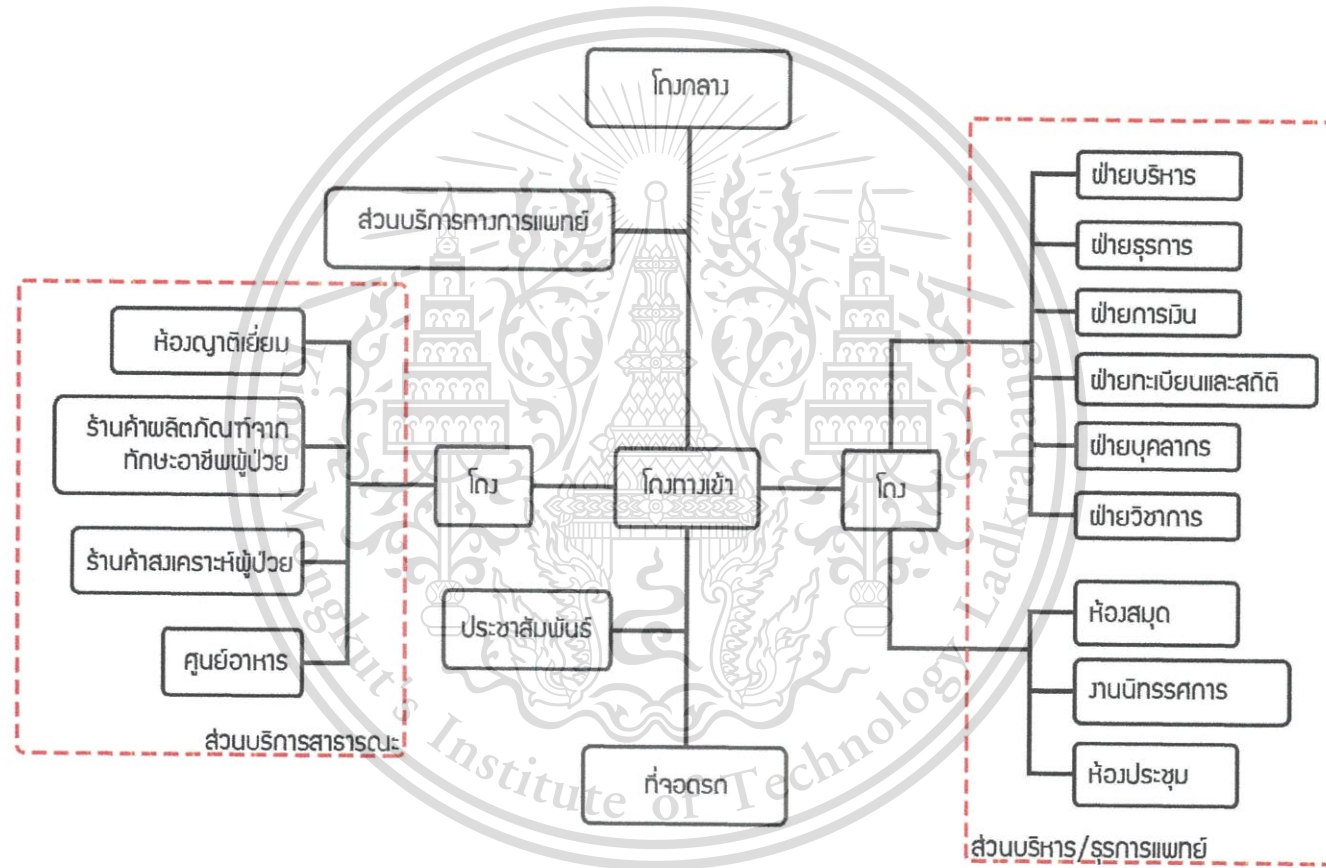 โถงกลาง
ส่วนบริการทางการแพทย์
ห้องญาติเยี่ยม
ร้านค้าผลิตภัณฑ์จาก
ทักษะอาชีพผู้ป่วย
ร้านค้าสงเคราะห์ผู้ป่วย
ศูนย์อาหาร
ส่วนบริการสาธารณะ
โถง
โถงทางเข้า
โถง
ประชาสัมพันธ์
ที่จอดรถ
ฝ่ายบริหาร
ฝ่ายธุรการ
ฝ่ายการเงิน
ฝ่ายทะเบียนและสถิติ
ฝ่ายบุคลากร
ฝ่ายวิชาการ
ห้องสมุด
งานนิทรรศการ
ห้องประชุม
ส่วนบริหาร/ธุรการแพทย์
King Mongkut's Institute of Technology Ladkrabang